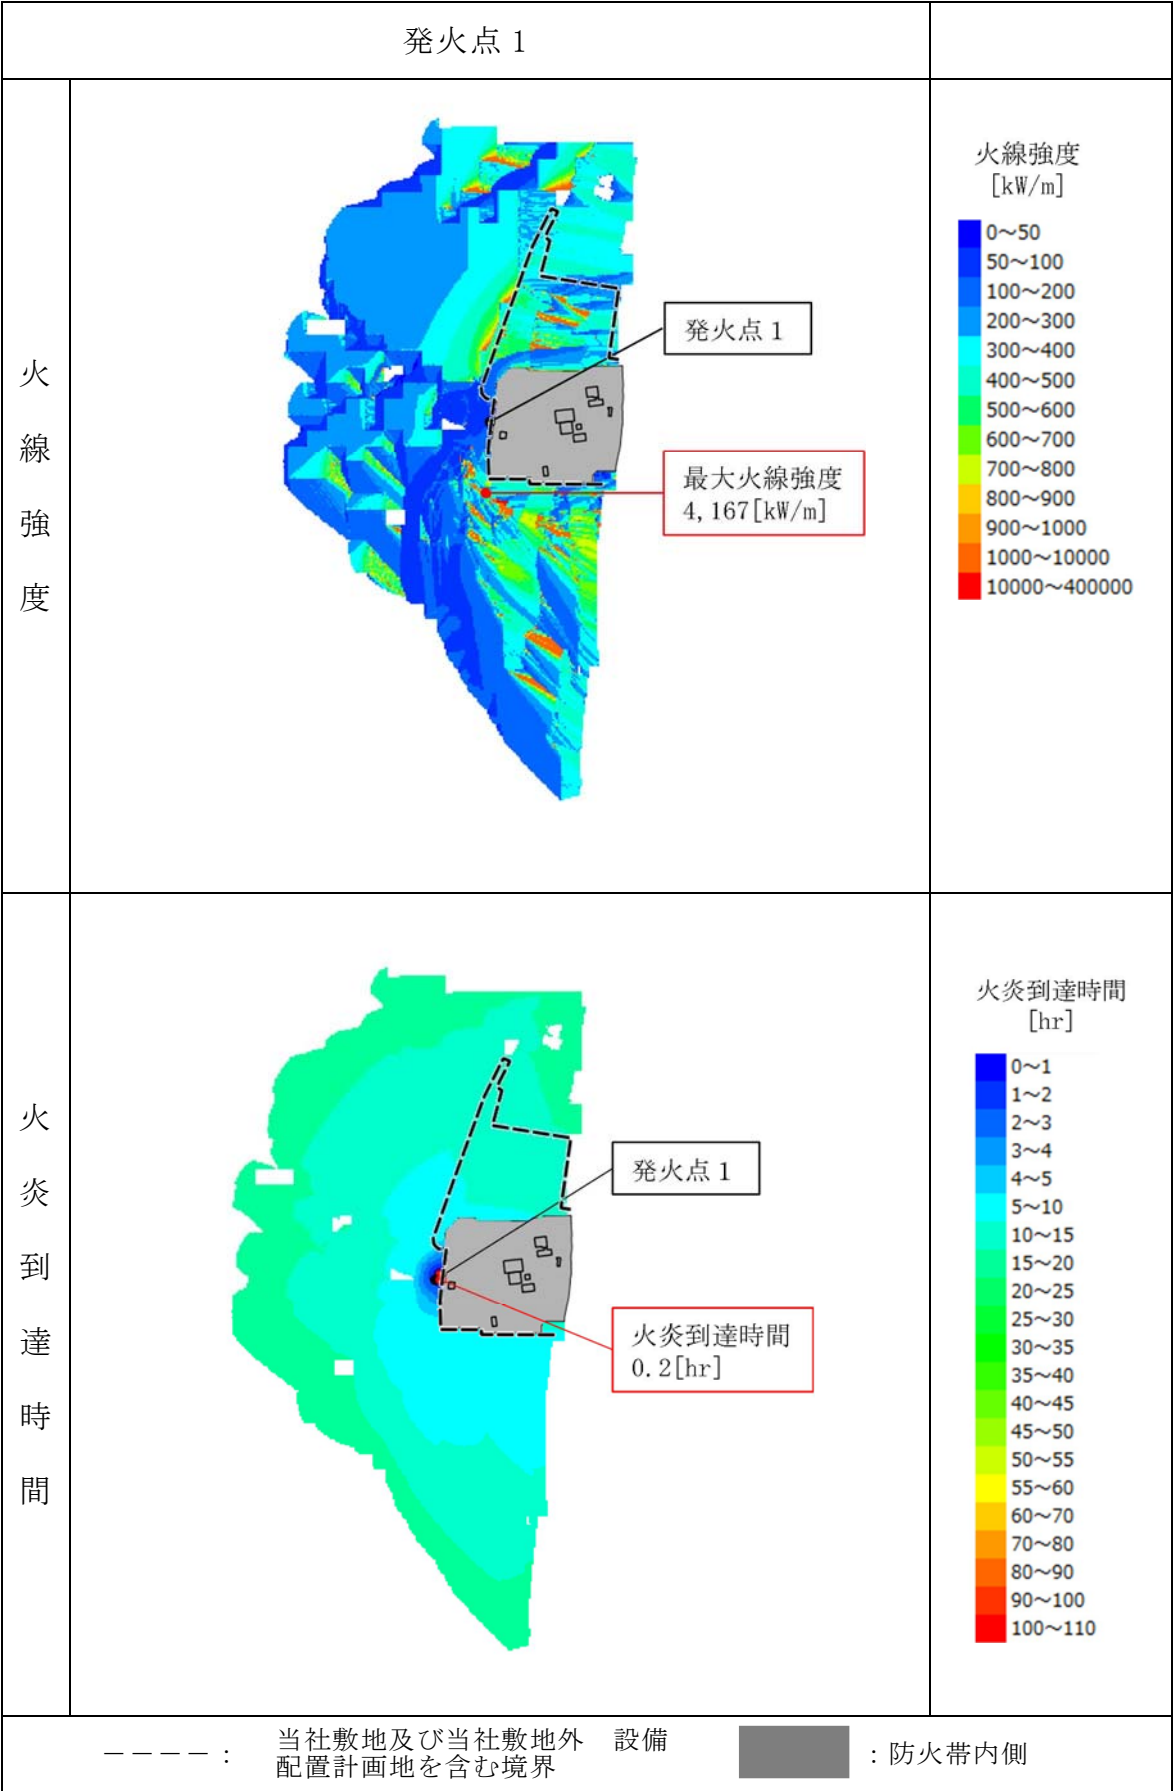 発火点 1
火線強度
火線強度
[kW/m]
0～50
50～100
100～200
200～300
300～400
400～500
500～600
600～700
700～800
800～900
900～1000
1000～10000
10000～400000
発火点 1
最大火線強度
4,167[kW/m]
火炎到達時間
火炎到達時間
[hr]
0～1
1～2
2～3
3～4
4～5
5～10
10～15
15～20
20～25
25～30
30～35
35～40
40～45
45～50
50～55
55～60
60～70
70～80
80～90
90～100
100～110
発火点 1
火炎到達時間
0.2[hr]
－－－－：
当社敷地及び当社敷地外　設備
配置計画地を含む境界
：防火帯内側